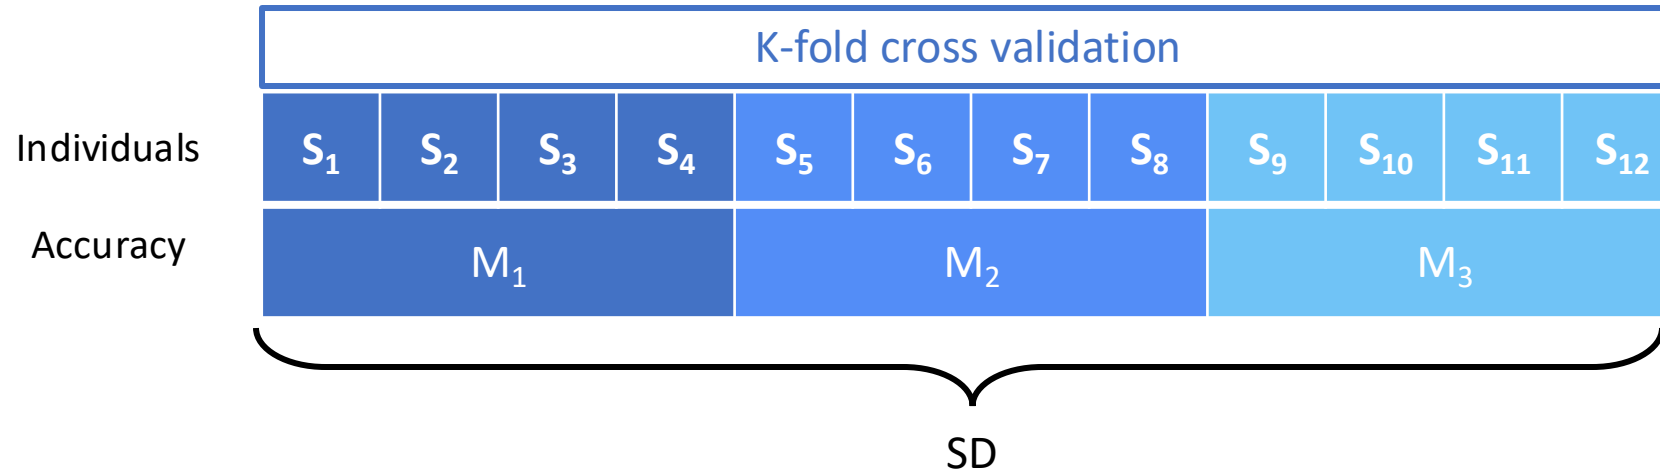 K-fold cross validation
Individuals S₁ S₂ S₃ S₄ S₅ S₆ S₇ S₈ S₉ S₁₀ S₁₁ S₁₂
Accuracy M₁ M₂ M₃
SD